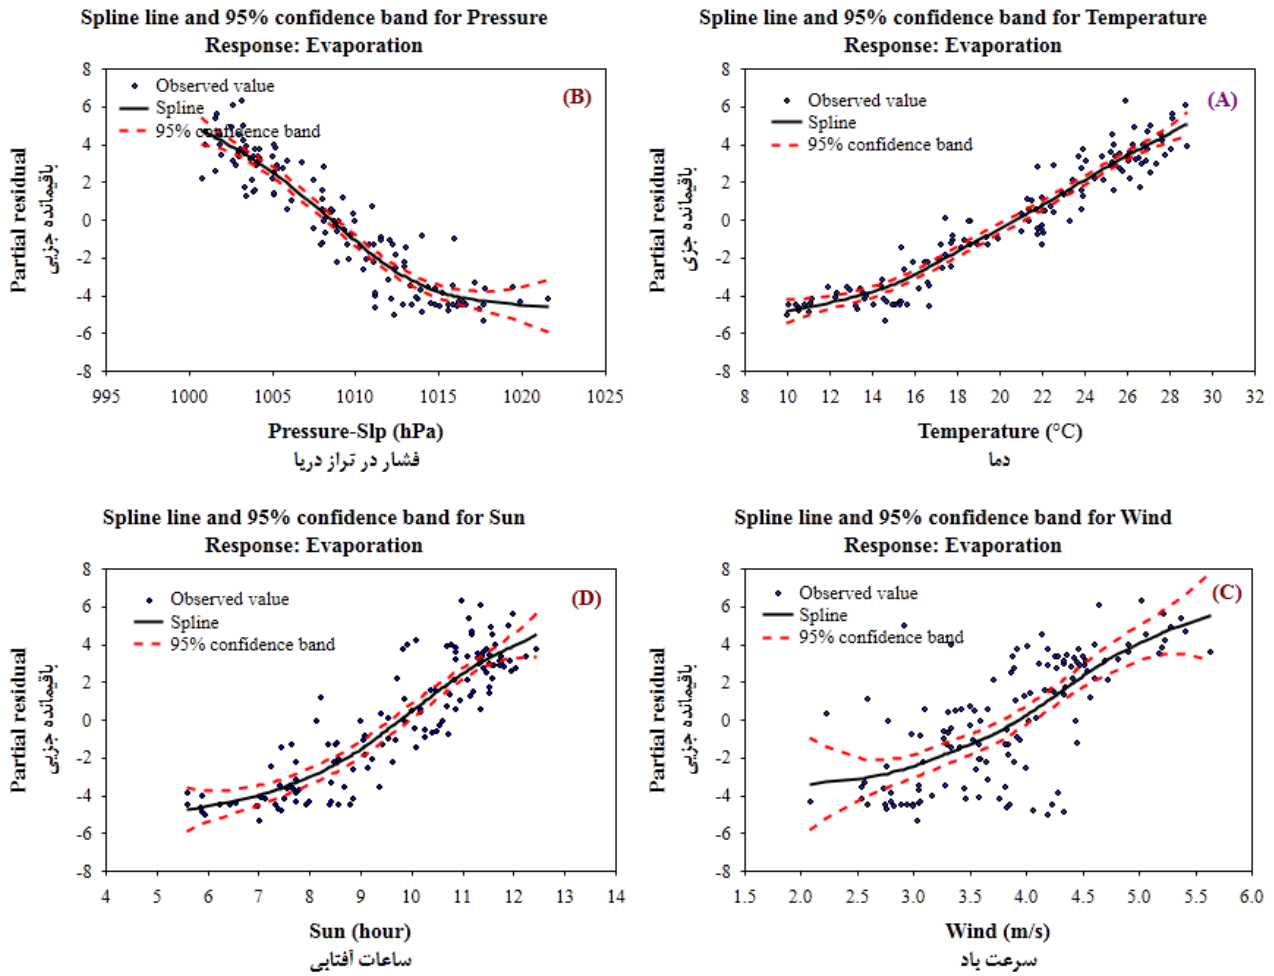 Spline line and 95% confidence band for Pressure
Response: Evaporation
Observed value
Spline
95% confidence band
(B)
8
6
4
2
0
-2
-4
-6
-8
Partial residual
باقیمانده جزیی
995 1000 1005 1010 1015 1020 1025
Pressure-Slp (hPa)
فشار در تراز دریا
Spline line and 95% confidence band for Temperature
Response: Evaporation
Observed value
Spline
95% confidence band
(A)
8
6
4
2
0
-2
-4
-6
-8
Partial residual
باقیمانده جزی
8 10 12 14 16 18 20 22 24 26 28 30 32
Temperature (°C)
دما
Spline line and 95% confidence band for Sun
Response: Evaporation
Observed value
Spline
95% confidence band
(D)
8
6
4
2
0
-2
-4
-6
-8
Partial residual
باقیمانده جزیی
4 5 6 7 8 9 10 11 12 13 14
Sun (hour)
ساعات آفتابی
Spline line and 95% confidence band for Wind
Response: Evaporation
Observed value
Spline
95% confidence band
(C)
8
6
4
2
0
-2
-4
-6
-8
Partial residual
باقیمانده جزیی
1.5 2.0 2.5 3.0 3.5 4.0 4.5 5.0 5.5 6.0
Wind (m/s)
سرعت باد